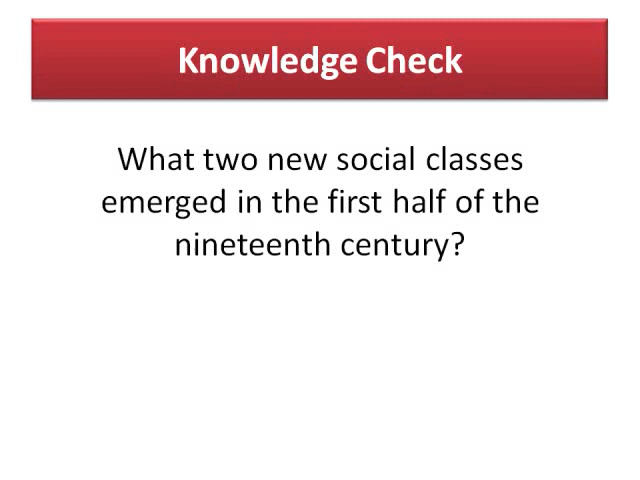 Knowledge Check
What two new social classes
emerged in the first half of the
nineteenth century?